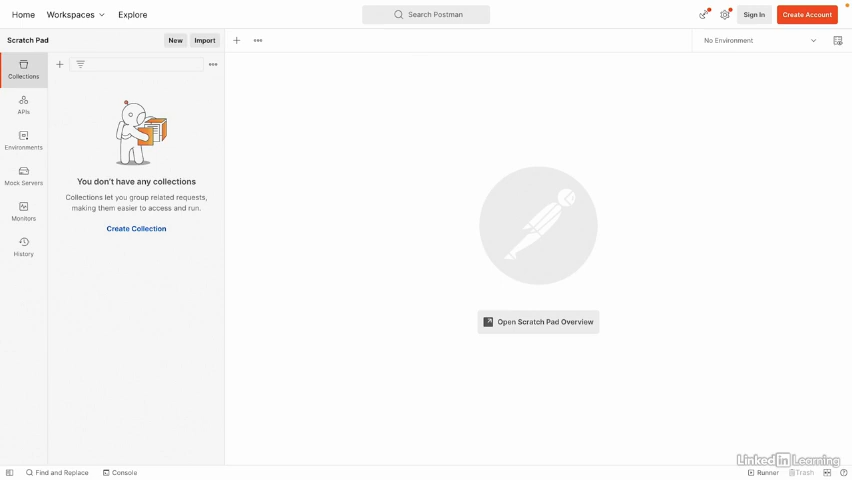 Home Workspaces Explore Search Postman Sign In Create Account
Scratch Pad New Import No Environment
Collections
APIs
Environments
Mock Servers
Monitors
History
You don't have any collections
Collections let you group related requests,
making them easier to access and run.
Create Collection
Open Scratch Pad Overview
LinkedIn Learning
Find and Replace Console Runner Trash